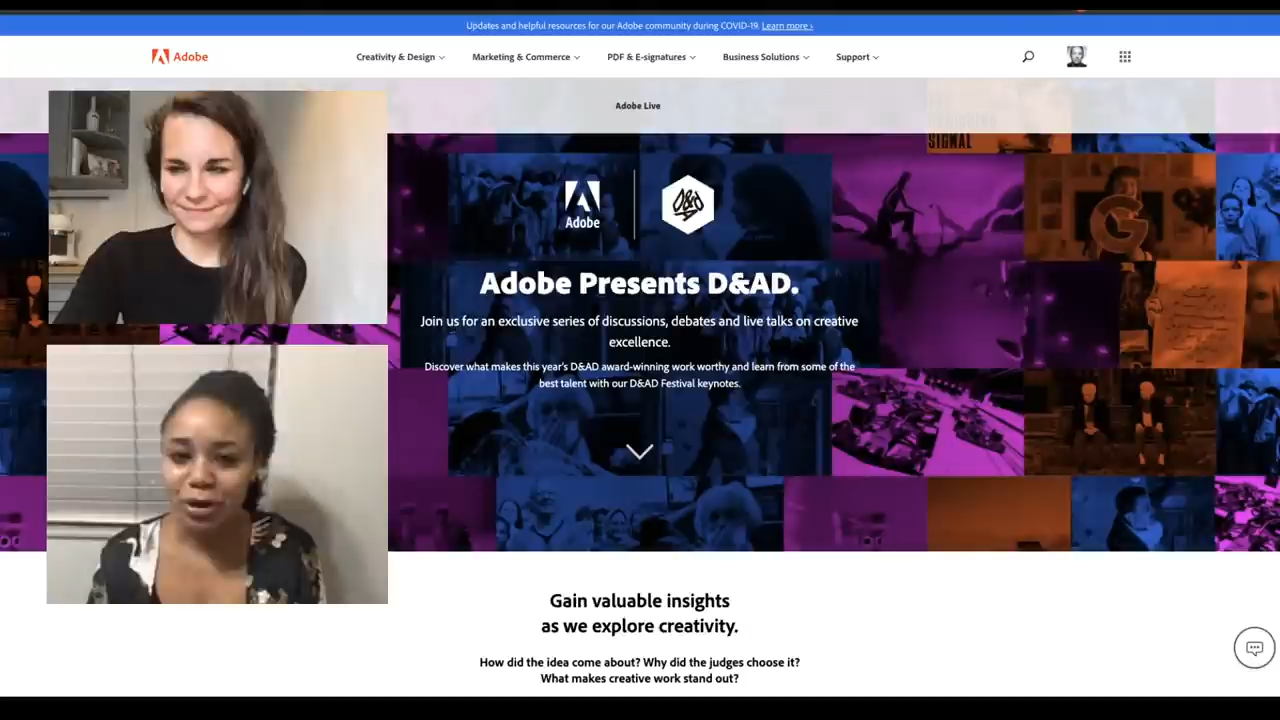 Updates and helpful resources for our Adobe community during COVID-19. Learn more ›
Adobe
Creativity & Design
Marketing & Commerce
PDF & E-signatures
Business Solutions
Support
Adobe Live
SIGNAL
Adobe
D&AD
G
Adobe Presents D&AD.
Join us for an exclusive series of discussions, debates and live talks on creative
excellence.
Discover what makes this year's D&AD award-winning work worthy and learn from some of the
best talent with our D&AD Festival keynotes.
Gain valuable insights
as we explore creativity.
How did the idea come about? Why did the judges choose it?
What makes creative work stand out?